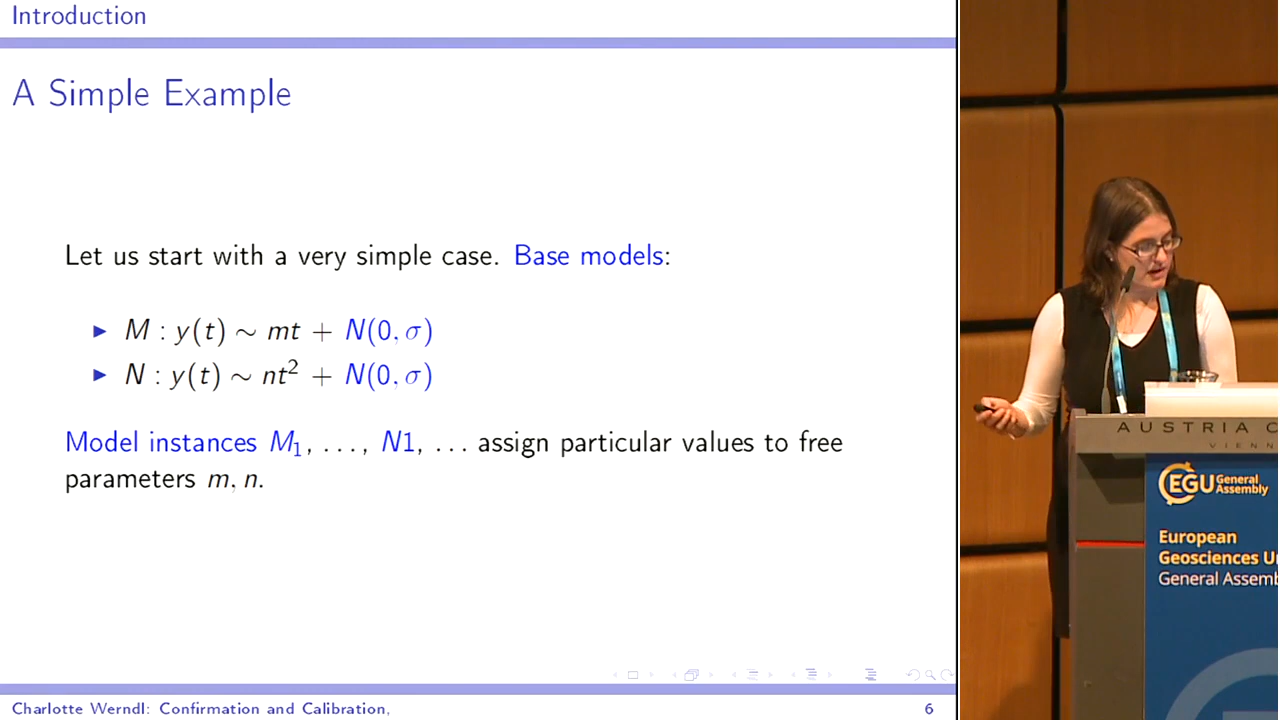 Introduction
A Simple Example
Let us start with a very simple case. Base models:
▶ M : y(t) ∼ mt + N(0, σ)
▶ N : y(t) ∼ nt² + N(0, σ)
Model instances M₁, . . . , N1, . . . assign particular values to free
parameters m, n.
Charlotte Werndl: Confirmation and Calibration,
6
AUSTRIA C
VIENN
EGU General
Assembly
European
Geosciences U
General Assemb